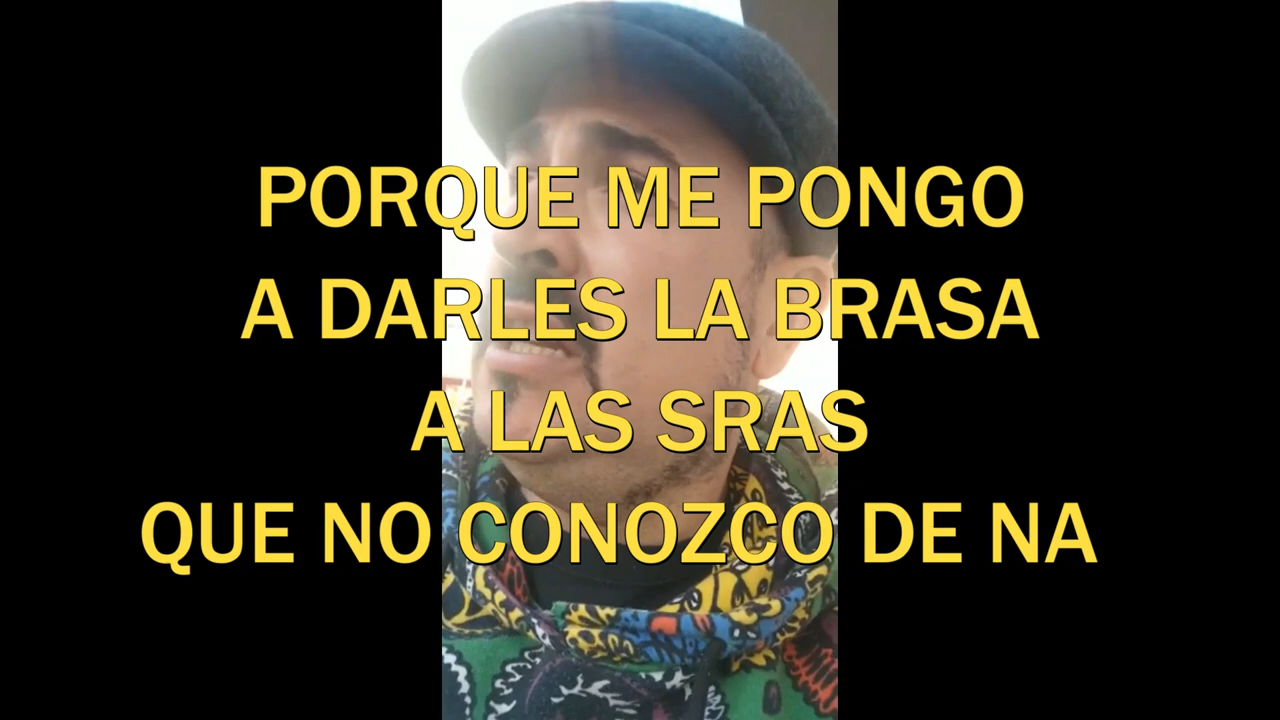 PORQUE ME PONGO
A DARLES LA BRASA
A LAS SRAS
QUE NO CONOZCO DE NA